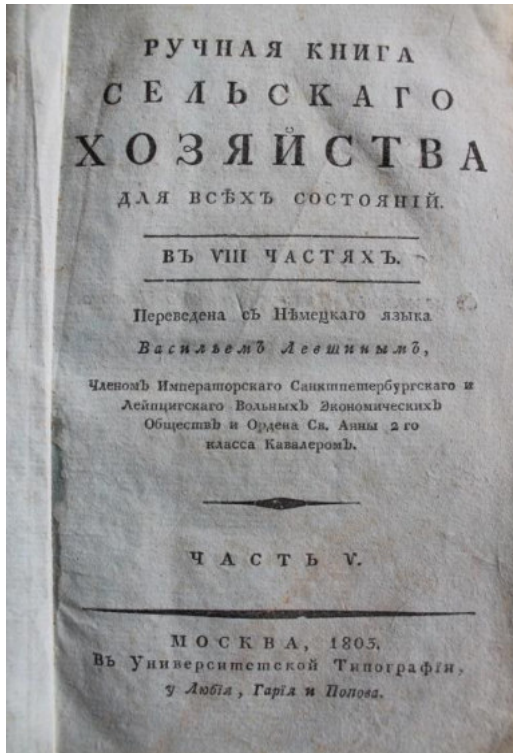 РУЧНАЯ КНИГА
СЕЛЬСКАГО
ХОЗЯЙСТВА
ДЛЯ ВСѢХЪ СОСТОЯНІЙ.
ВЪ VIII ЧАСТЯХЪ.
Переведена съ Нѣмецкаго языка
Васильемъ Левшинымъ,
Членомъ Императорскаго Санктпетербургскаго и
Лейпцигскаго Вольныхъ Экономическихъ
Обществъ и Ордена Св. Анны 2 го
класса Кавалеромъ.
ЧАСТЬ V.
МОСКВА, 1803.
Въ Университетской Типографіи,
у Любія, Гарія и Попова.